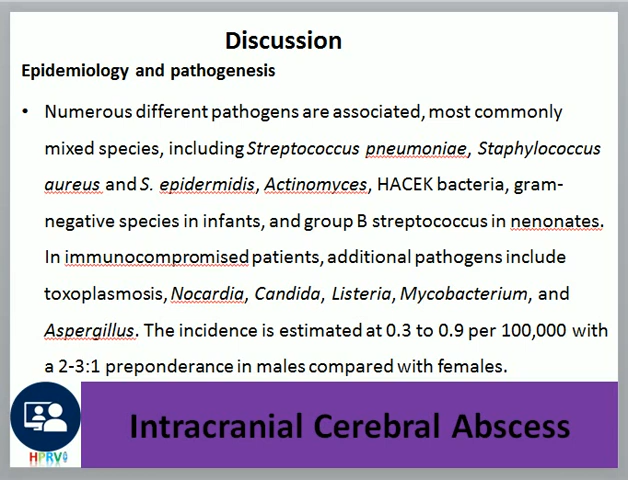 Discussion
Epidemiology and pathogenesis
• Numerous different pathogens are associated, most commonly
mixed species, including Streptococcus pneumoniae, Staphylococcus
aureus and S. epidermidis, Actinomyces, HACEK bacteria, gram-
negative species in infants, and group B streptococcus in nenonates.
In immunocompromised patients, additional pathogens include
toxoplasmosis, Nocardia, Candida, Listeria, Mycobacterium, and
Aspergillus. The incidence is estimated at 0.3 to 0.9 per 100,000 with
a 2-3:1 preponderance in males compared with females.
Intracranial Cerebral Abscess
HPRV